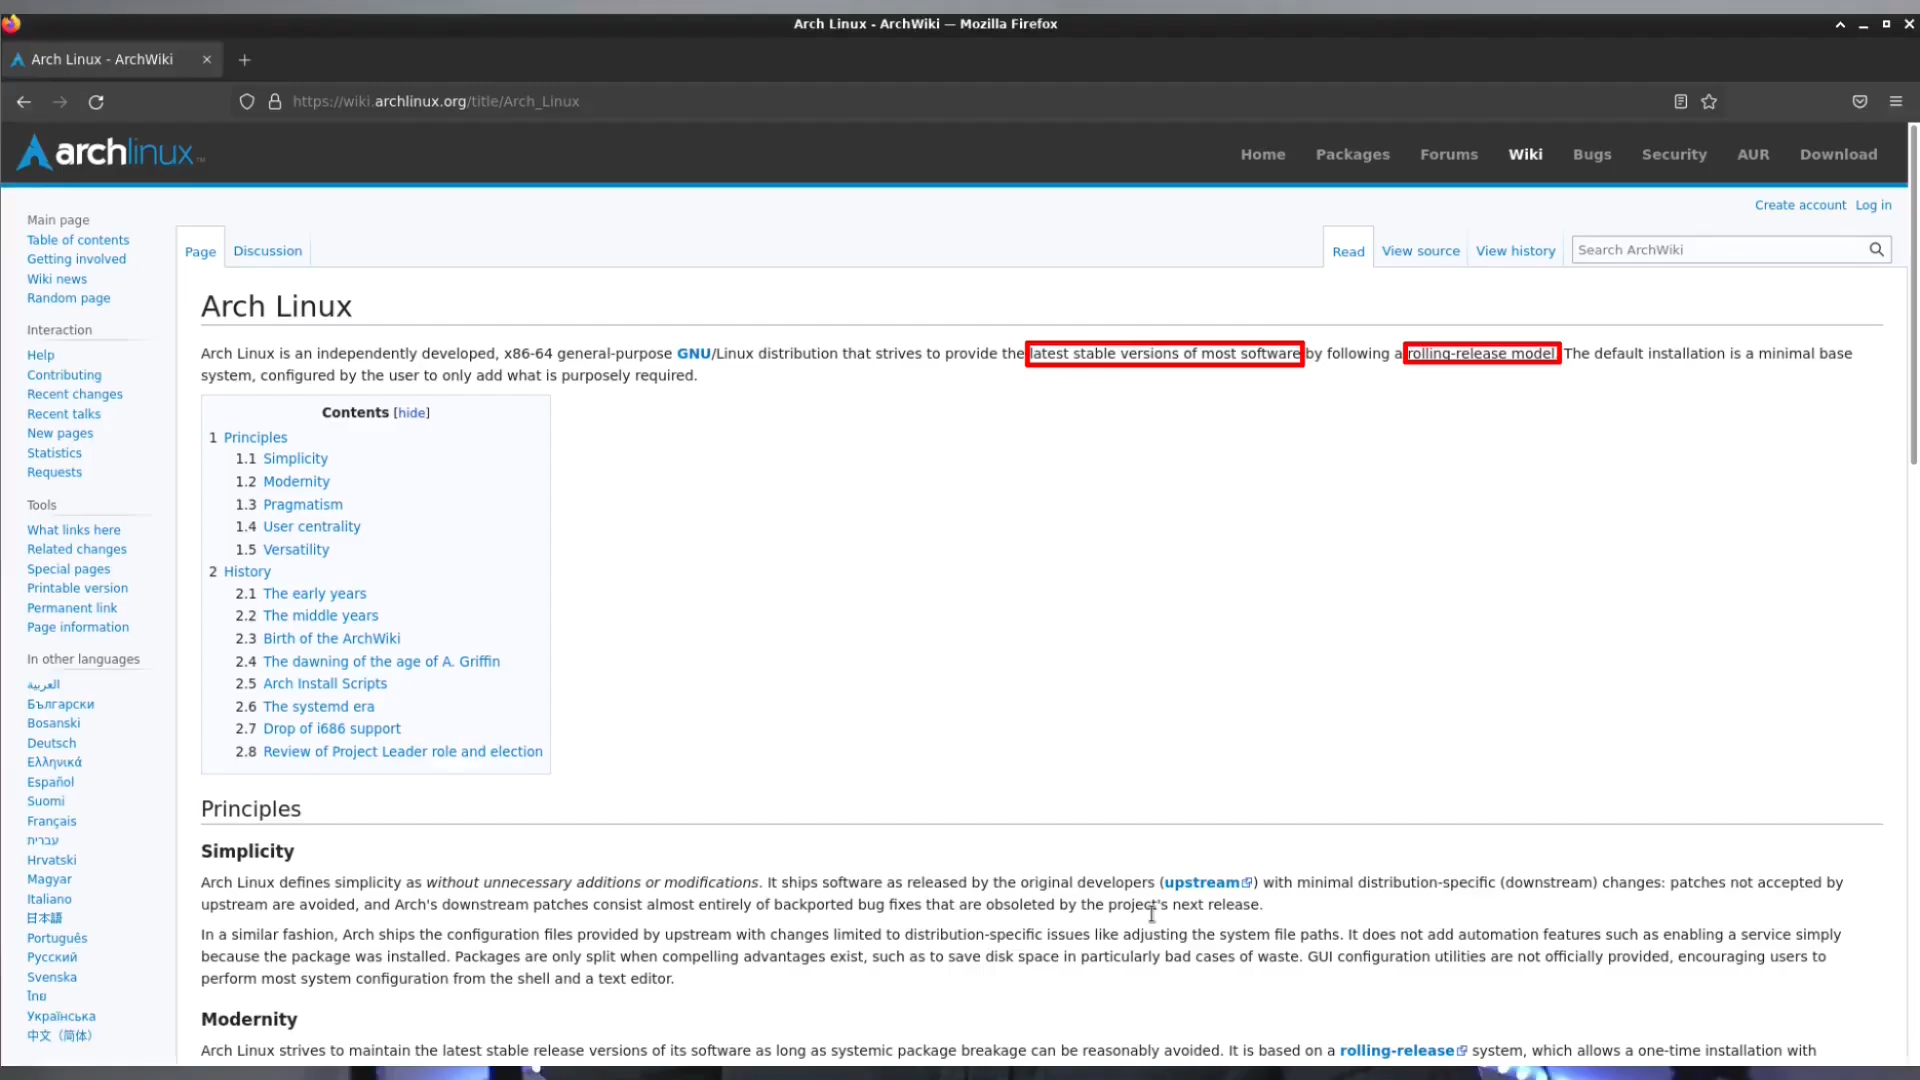 Arch Linux - ArchWiki — Mozilla Firefox
Arch Linux - ArchWiki
https://wiki.archlinux.org/title/Arch_Linux
archlinux™
Home Packages Forums Wiki Bugs Security AUR Download
Create account Log in
Main page
Table of contents
Getting involved
Wiki news
Random page
Interaction
Help
Contributing
Recent changes
Recent talks
New pages
Statistics
Requests
Tools
What links here
Related changes
Special pages
Printable version
Permanent link
Page information
In other languages
العربية
Български
Bosanski
Deutsch
Ελληνικά
Español
Suomi
Français
עברית
Hrvatski
Magyar
Italiano
日本語
Português
Русский
Svenska
ไทย
Українська
中文（简体）
Page Discussion Read View source View history Search ArchWiki
Arch Linux
Arch Linux is an independently developed, x86-64 general-purpose GNU/Linux distribution that strives to provide the latest stable versions of most software by following a rolling-release model. The default installation is a minimal base
system, configured by the user to only add what is purposely required.
Contents [hide]
1 Principles
1.1 Simplicity
1.2 Modernity
1.3 Pragmatism
1.4 User centrality
1.5 Versatility
2 History
2.1 The early years
2.2 The middle years
2.3 Birth of the ArchWiki
2.4 The dawning of the age of A. Griffin
2.5 Arch Install Scripts
2.6 The systemd era
2.7 Drop of i686 support
2.8 Review of Project Leader role and election
Principles
Simplicity
Arch Linux defines simplicity as without unnecessary additions or modifications. It ships software as released by the original developers (upstream) with minimal distribution-specific (downstream) changes: patches not accepted by
upstream are avoided, and Arch's downstream patches consist almost entirely of backported bug fixes that are obsoleted by the project's next release.
In a similar fashion, Arch ships the configuration files provided by upstream with changes limited to distribution-specific issues like adjusting the system file paths. It does not add automation features such as enabling a service simply
because the package was installed. Packages are only split when compelling advantages exist, such as to save disk space in particularly bad cases of waste. GUI configuration utilities are not officially provided, encouraging users to
perform most system configuration from the shell and a text editor.
Modernity
Arch Linux strives to maintain the latest stable release versions of its software as long as systemic package breakage can be reasonably avoided. It is based on a rolling-release system, which allows a one-time installation with